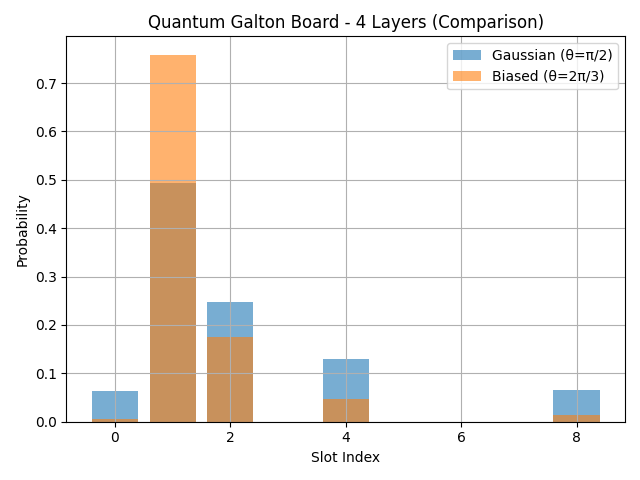 Quantum Galton Board - 4 Layers (Comparison)
Gaussian (θ=π/2)
Biased (θ=2π/3)
Probability
0.7
0.6
0.5
0.4
0.3
0.2
0.1
0.0
0 2 4 6 8
Slot Index